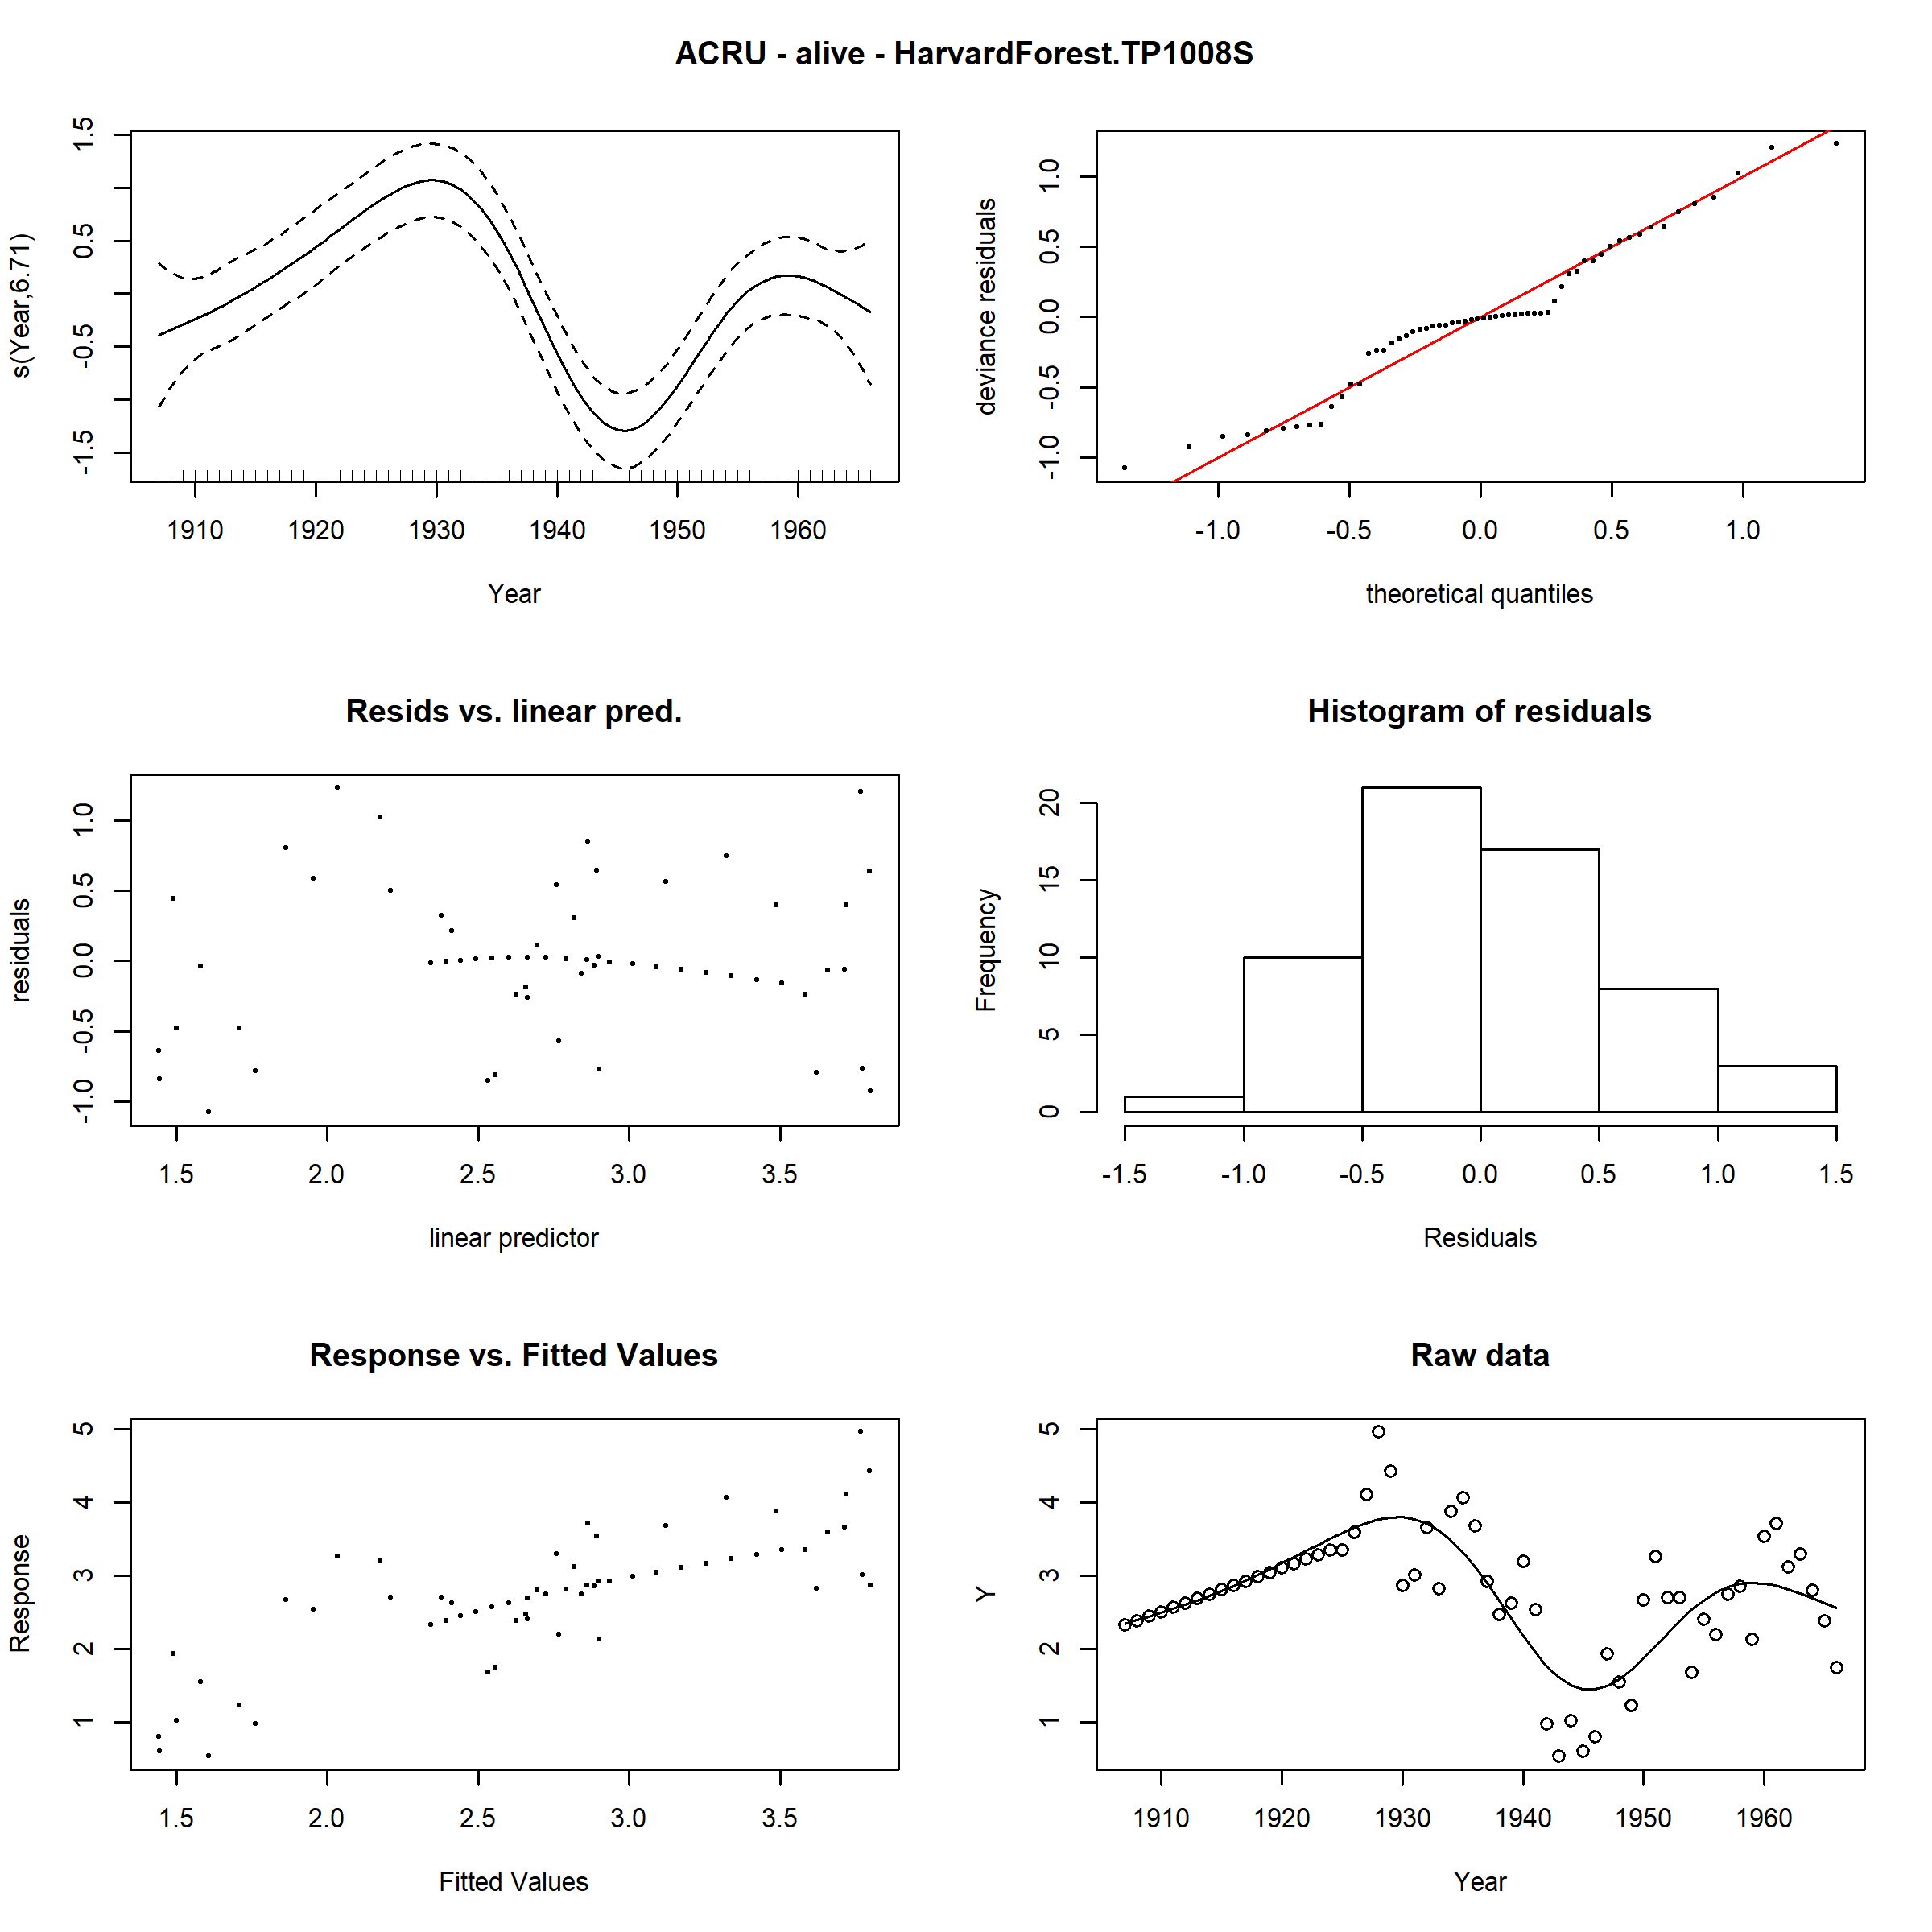 ACRU - alive - HarvardForest.TP1008S
s(Year,6.71)
1.5
0.5
-0.5
-1.5
1910 1920 1930 1940 1950 1960
Year
deviance residuals
1.0
0.5
0.0
-0.5
-1.0
-1.0 -0.5 0.0 0.5 1.0
theoretical quantiles
Resids vs. linear pred.
residuals
1.0
0.5
0.0
-0.5
-1.0
1.5 2.0 2.5 3.0 3.5
linear predictor
Histogram of residuals
Frequency
20
15
10
5
0
-1.5 -1.0 -0.5 0.0 0.5 1.0 1.5
Residuals
Response vs. Fitted Values
Response
5
4
3
2
1
1.5 2.0 2.5 3.0 3.5
Fitted Values
Raw data
Y
5
4
3
2
1
1910 1920 1930 1940 1950 1960
Year